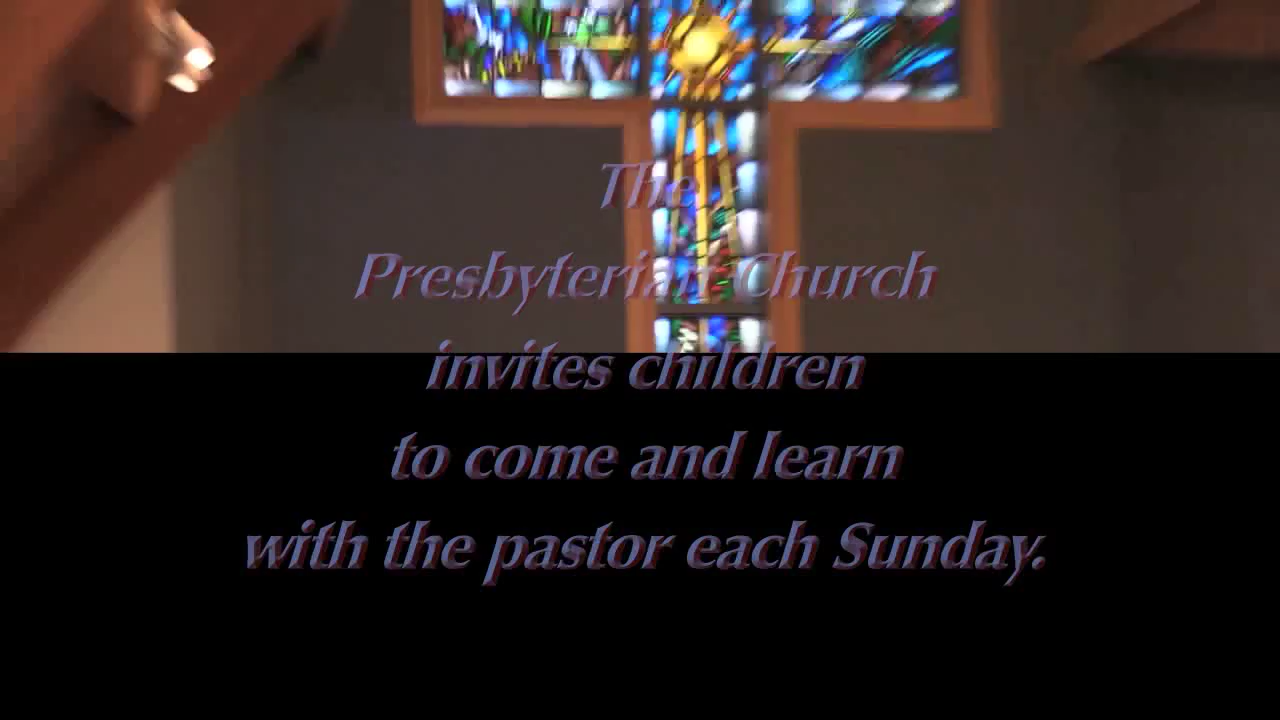 The
Presbyterian Church
invites children
to come and learn
with the pastor each Sunday.